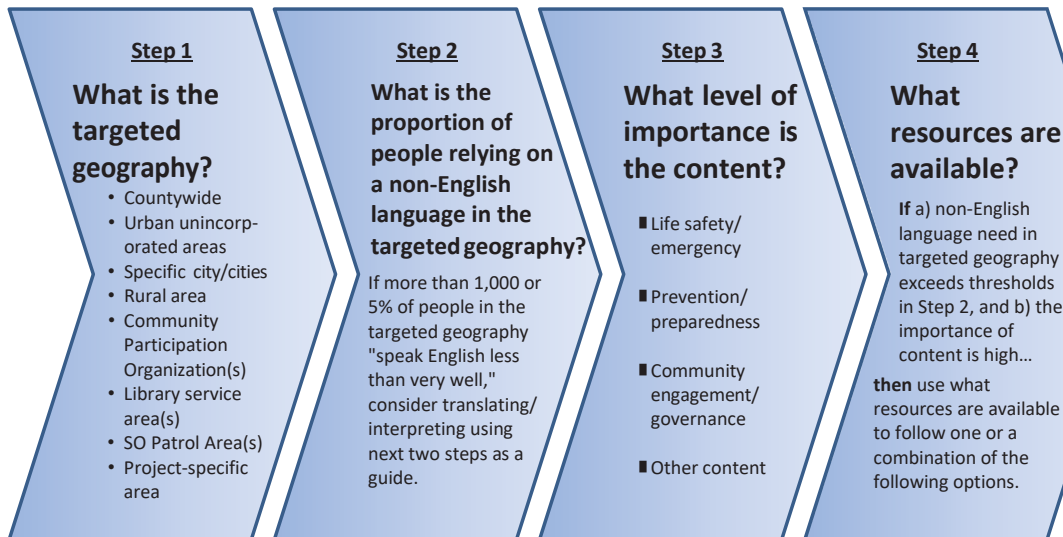 Step 1
What is the
targeted
geography?
• Countywide
• Urban unincorp-
orated areas
• Specific city/cities
• Rural area
• Community
Participation
Organization(s)
• Library service
area(s)
• SO Patrol Area(s)
• Project-specific
area
Step 2
What is the
proportion of
people relying on
a non-English
language in the
targeted geography?
If more than 1,000 or
5% of people in the
targeted geography
"speak English less
than very well,"
consider translating/
interpreting using
next two steps as a
guide.
Step 3
What level of
importance is
the content?
■ Life safety/
emergency
■ Prevention/
preparedness
■ Community
engagement/
governance
■ Other content
Step 4
What
resources are
available?
If a) non-English
language need in
targeted geography
exceeds thresholds
in Step 2, and b) the
importance of
content is high...
then use what
resources are available
to follow one or a
combination of the
following options.